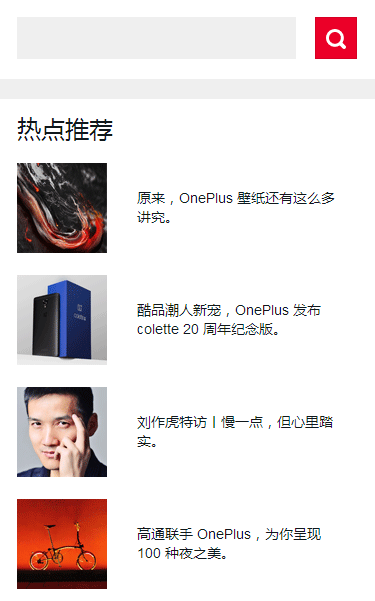 热点推荐
原来，OnePlus 壁纸还有这么多
讲究。
酷品潮人新宠，OnePlus 发布
colette 20 周年纪念版。
刘作虎特访丨慢一点，但心里踏
实。
高通联手 OnePlus，为你呈现
100 种夜之美。